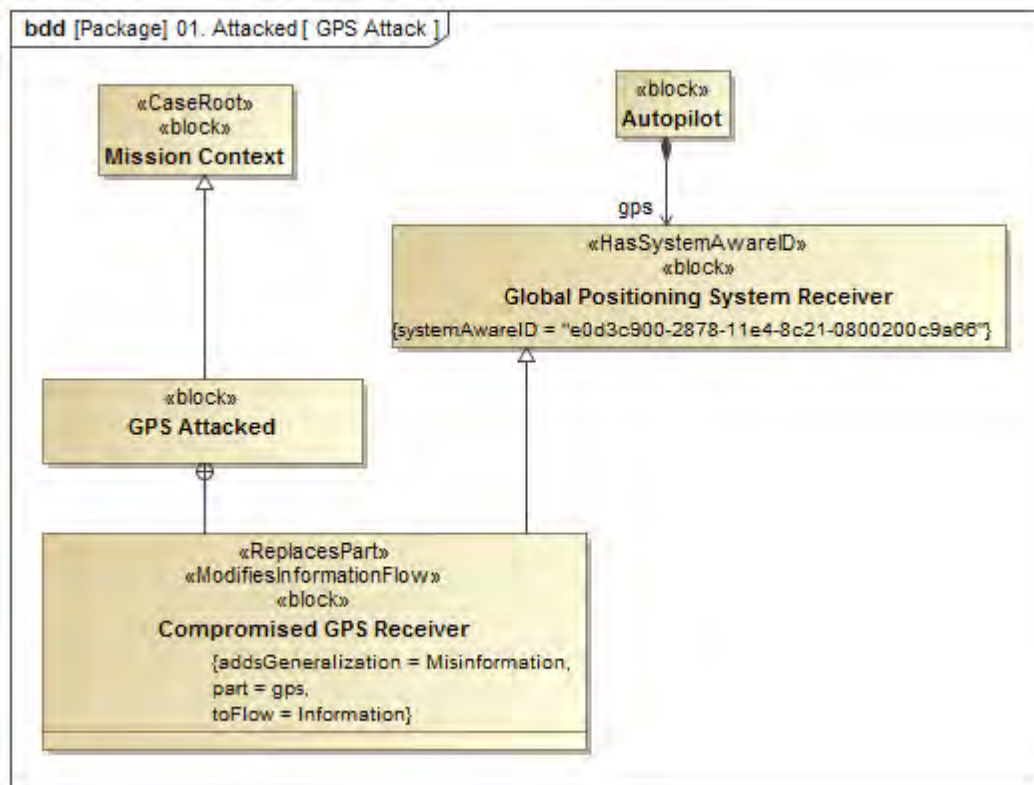 bdd [Package] 01. Attacked [ GPS Attack ]
«CaseRoot»
«block»
Mission Context
«block»
Autopilot
gps
«HasSystemAwareID»
«block»
Global Positioning System Receiver
{systemAwareID = "e0d3c900-2878-11e4-8c21-0800200c9a66"}
«block»
GPS Attacked
«ReplacesPart»
«ModifiesInformationFlow»
«block»
Compromised GPS Receiver
{addsGeneralization = Misinformation,
part = gps,
toFlow = Information}